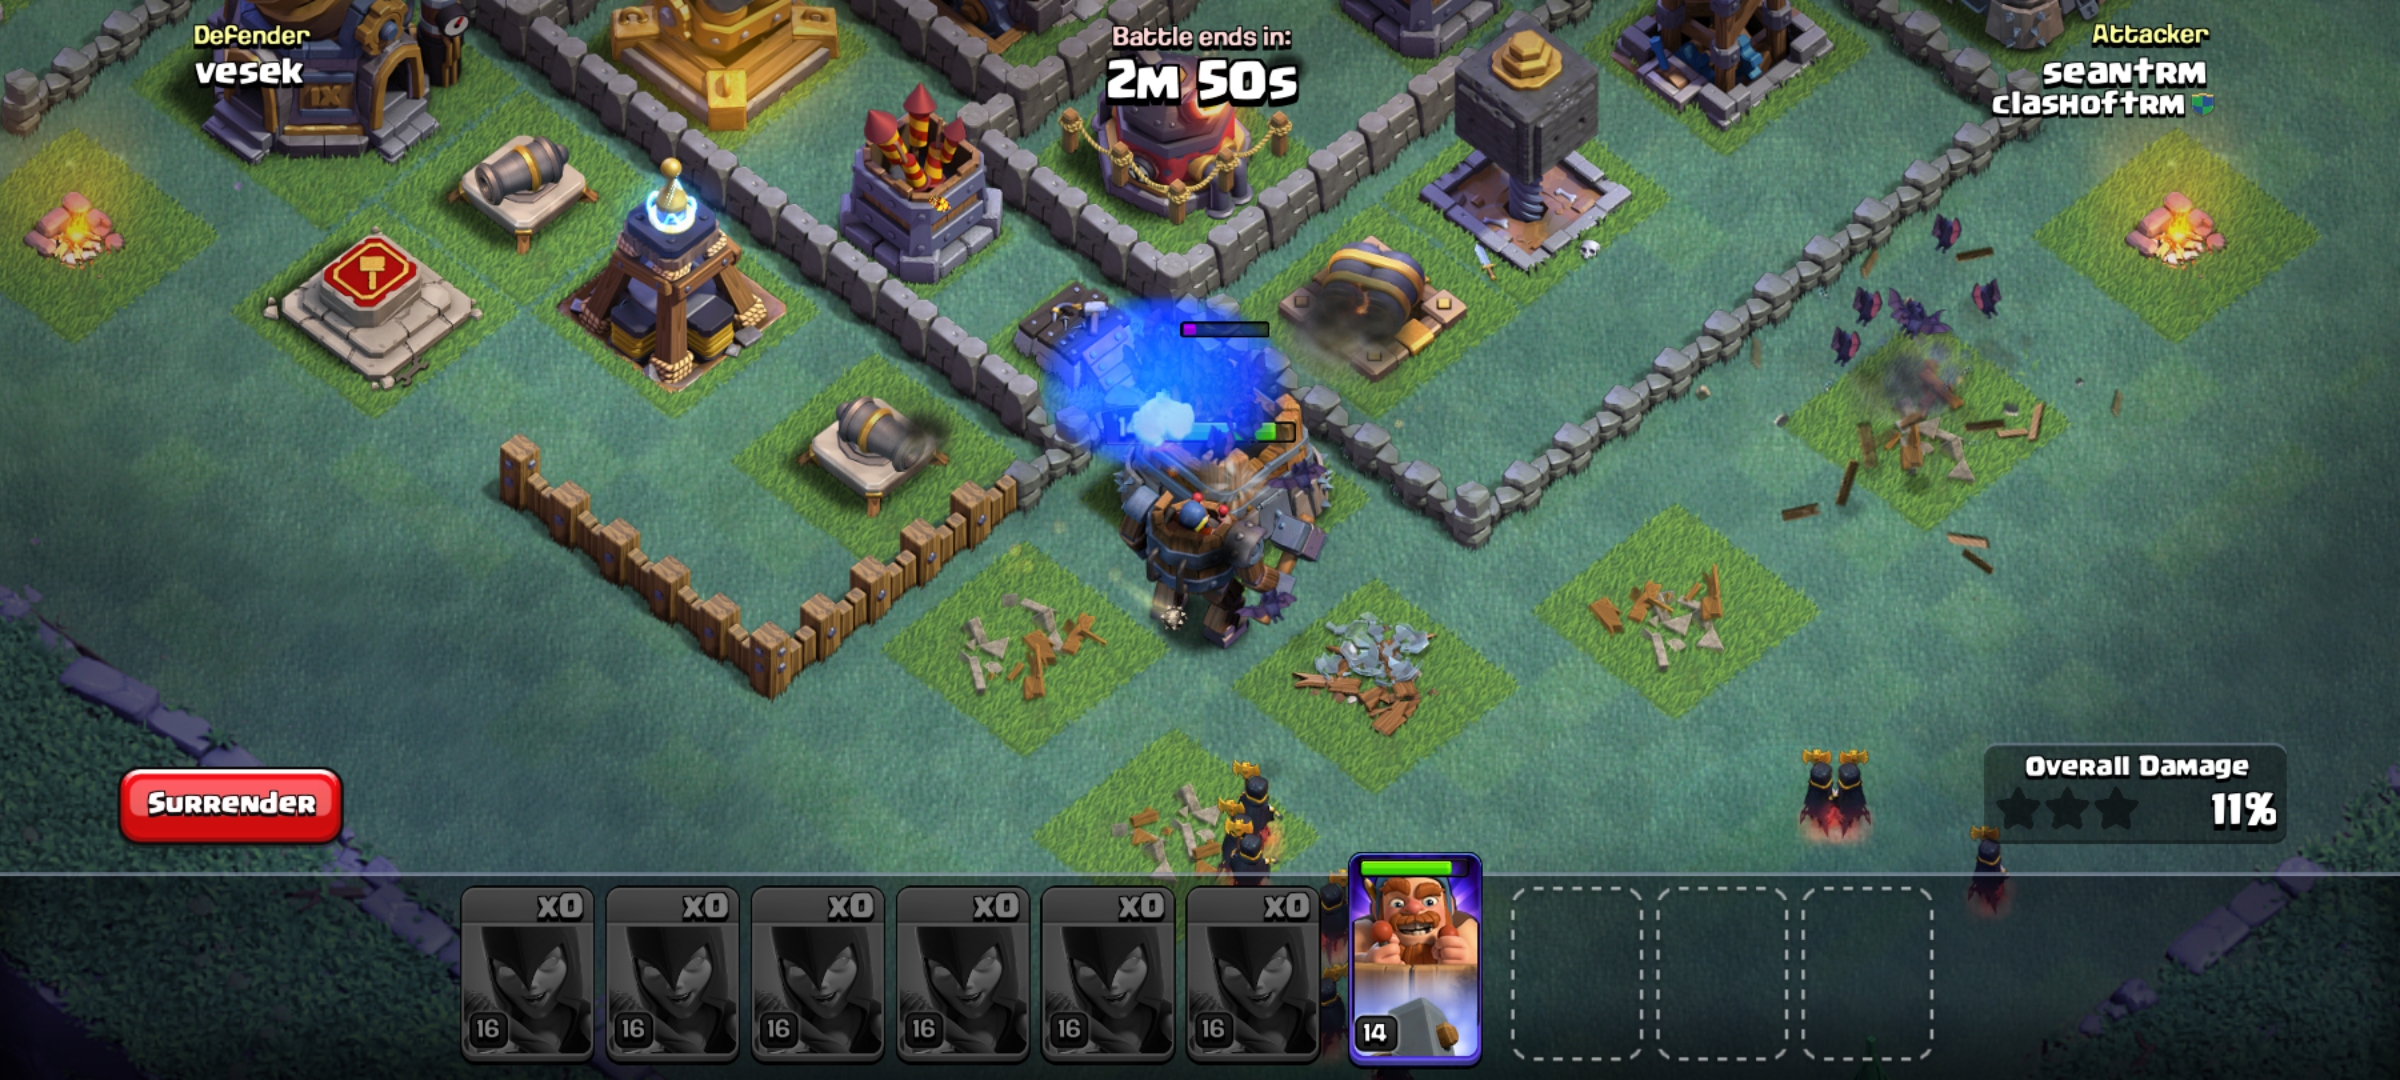 Defender
vesek
Battle ends in:
2M 50S
Attacker
seantRM
clashoftRM
IX
Surrender
Overall Damage
11%
x0
x0
x0
x0
x0
x0
16
16
16
16
16
16
14